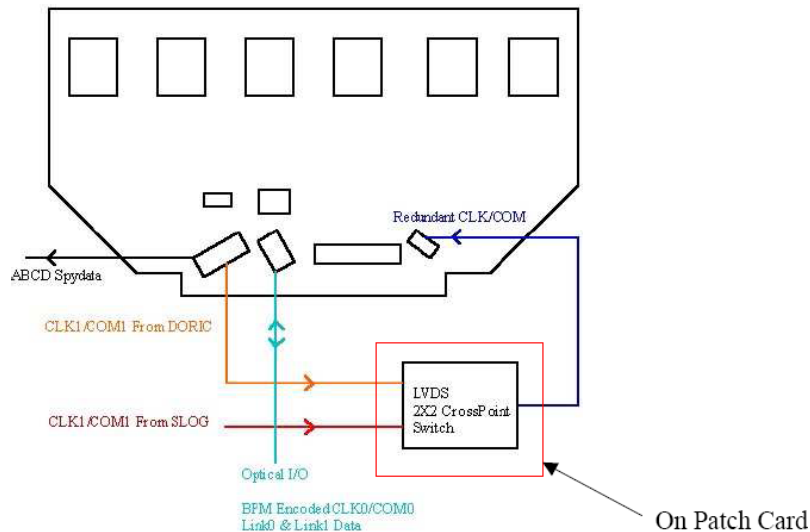 Redundant CLK/COM
ABCD Spydata
CLK1/COM1 From DORIC
LVDS
2X2 CrossPoint
Switch
CLK1/COM1 From SLOG
Optical I/O
BPM Encoded CLK0/COM0
Link0 & Link1 Data
On Patch Card